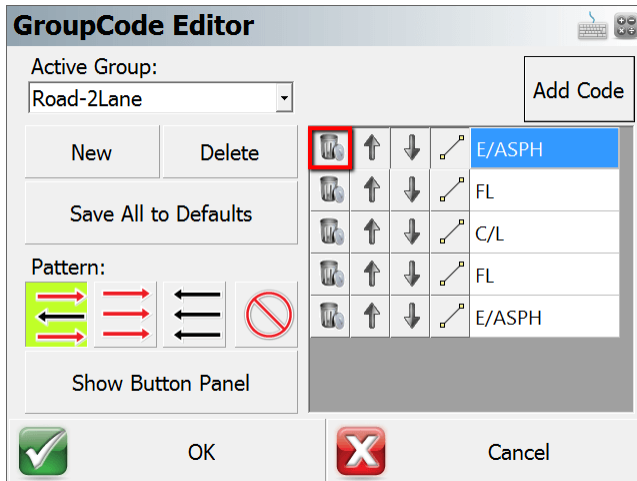 GroupCode Editor
Active Group:
Road-2Lane
Add Code
New
Delete
Save All to Defaults
Pattern:
Show Button Panel
E/ASPH
FL
C/L
FL
E/ASPH
OK
Cancel